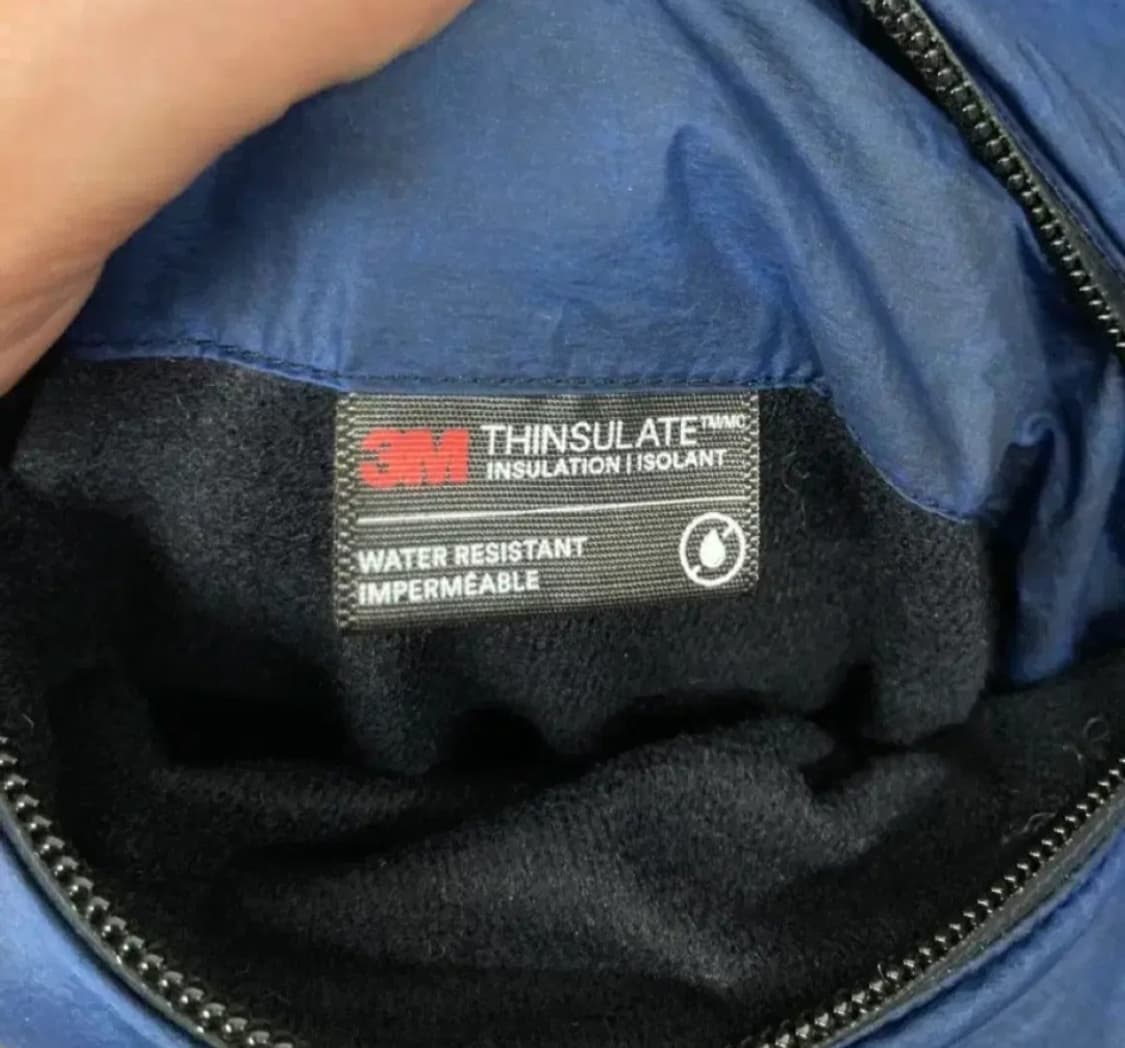 3M THINSULATE™MC
INSULATION | ISOLANT
WATER RESISTANT
IMPERMÉABLE